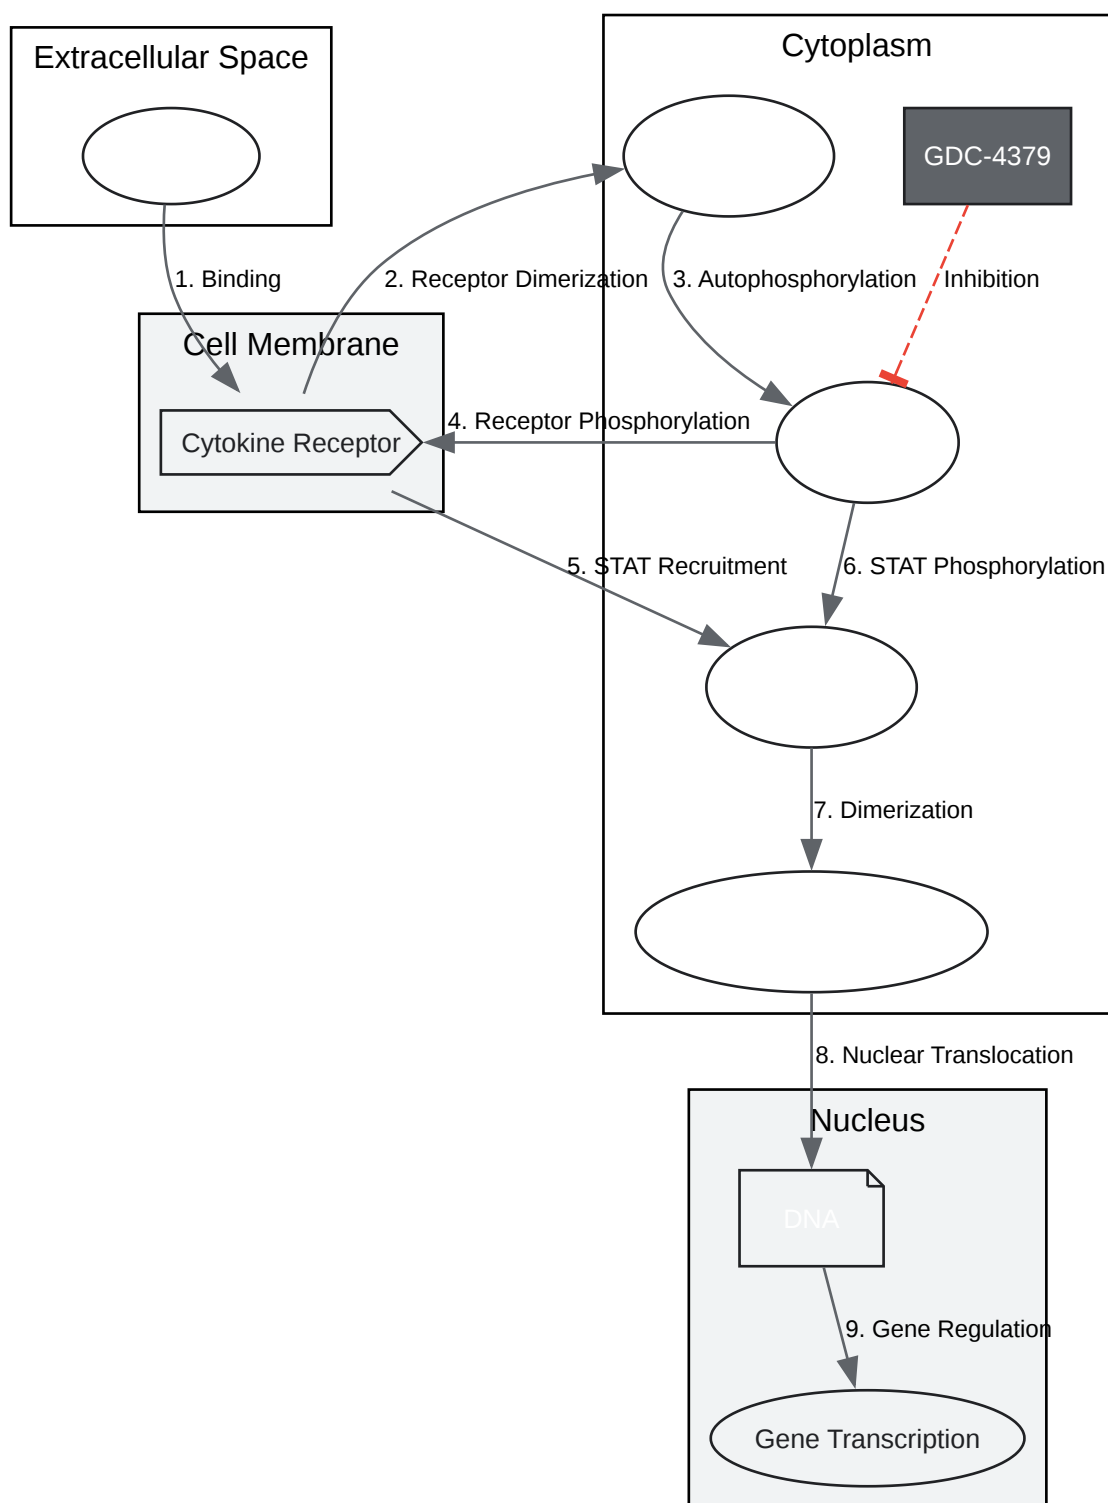 Extracellular Space
Cytoplasm
GDC-4379
1. Binding
2. Receptor Dimerization
3. Autophosphorylation
Inhibition
Cell Membrane
4. Receptor Phosphorylation
Cytokine Receptor
5. STAT Recruitment
6. STAT Phosphorylation
7. Dimerization
8. Nuclear Translocation
Nucleus
DNA
9. Gene Regulation
Gene Transcription